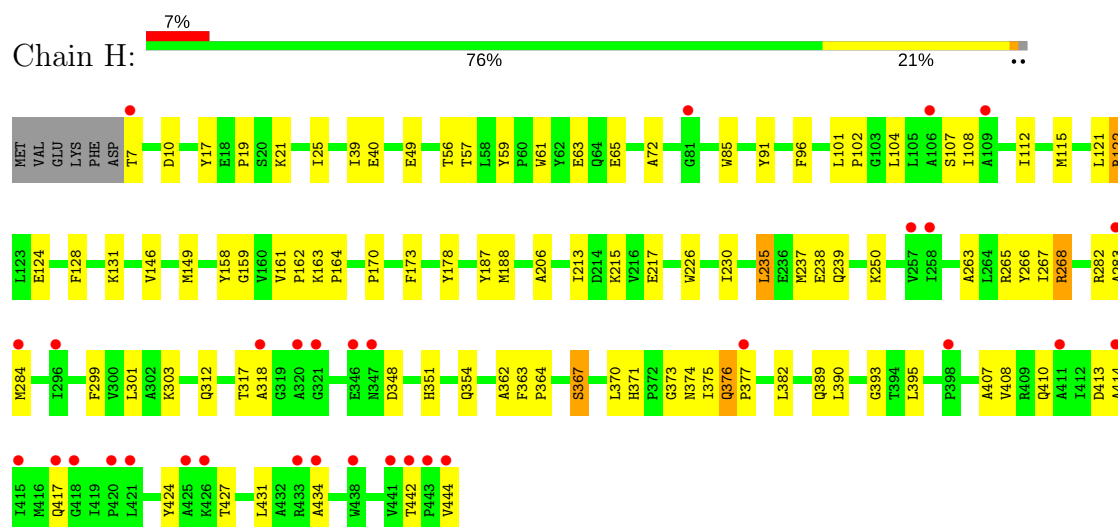 7%
Chain H:
76% 21% ••
MET VAL GLU LYS PHE ASP T7 D10 Y17 E18 P19 S20 K21 I25 I39 E40 E49 T56 T57 L58 Y59 P60 W61 Y62 E63 Q64 E65 A72 G81 W85 Y91 F96 L101 P102 G103 L104 L105 A106 S107 I108 A109 I112 M115 L121
L123 E124 F128 K131 V146 M149 Y158 G159 V160 V161 P162 K163 P164 P170 F173 Y178 Y187 M188 A206 I213 D214 K215 V216 E217 W226 I230 L235 E236 M237 E238 Q239 K250 V257 I258 A263 L264 R265 Y266 I267 R268 R282
M284 I296 F299 V300 L301 A302 K303 Q312 T317 A318 G319 A320 G321 E346 N347 D348 H351 Q354 A362 F363 P364 S367 L370 H371 P372 G373 N374 I375 Q376 P377 L382 Q389 L390 G393 T394 L395 P398 A407 V408 R409 Q410 A411 I412 D413 A414
I415 M416 Q417 G418 I419 P420 L421 Y424 A425 K426 T427 L431 A432 R433 A434 W438 V441 T442 P443 V444